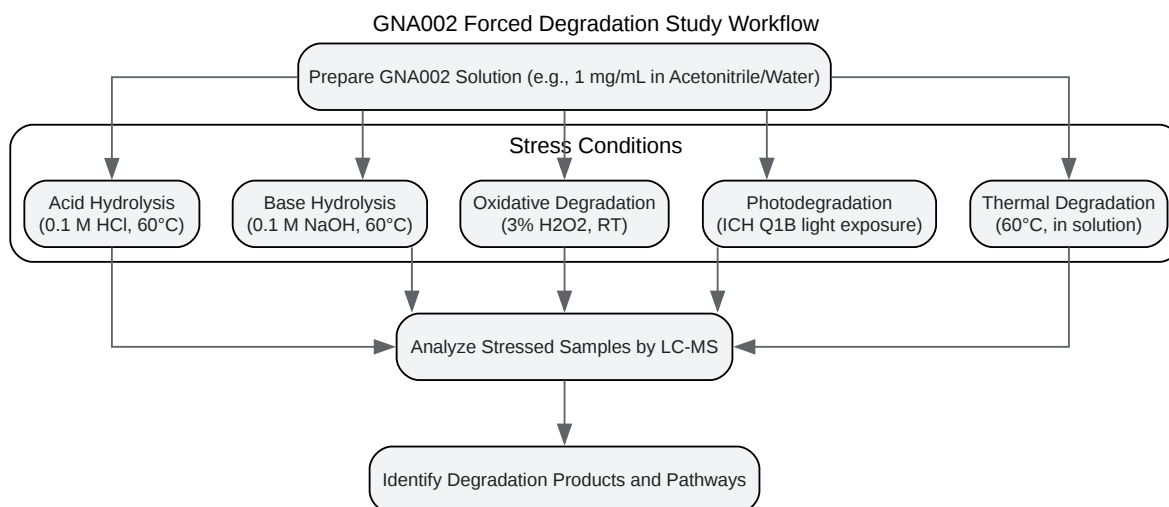 GNA002 Forced Degradation Study Workflow
Prepare GNA002 Solution (e.g., 1 mg/mL in Acetonitrile/Water)
Stress Conditions
Acid Hydrolysis
(0.1 M HCl, 60°C)
Base Hydrolysis
(0.1 M NaOH, 60°C)
Oxidative Degradation
(3% H2O2, RT)
Photodegradation
(ICH Q1B light exposure)
Thermal Degradation
(60°C, in solution)
Analyze Stressed Samples by LC-MS
Identify Degradation Products and Pathways